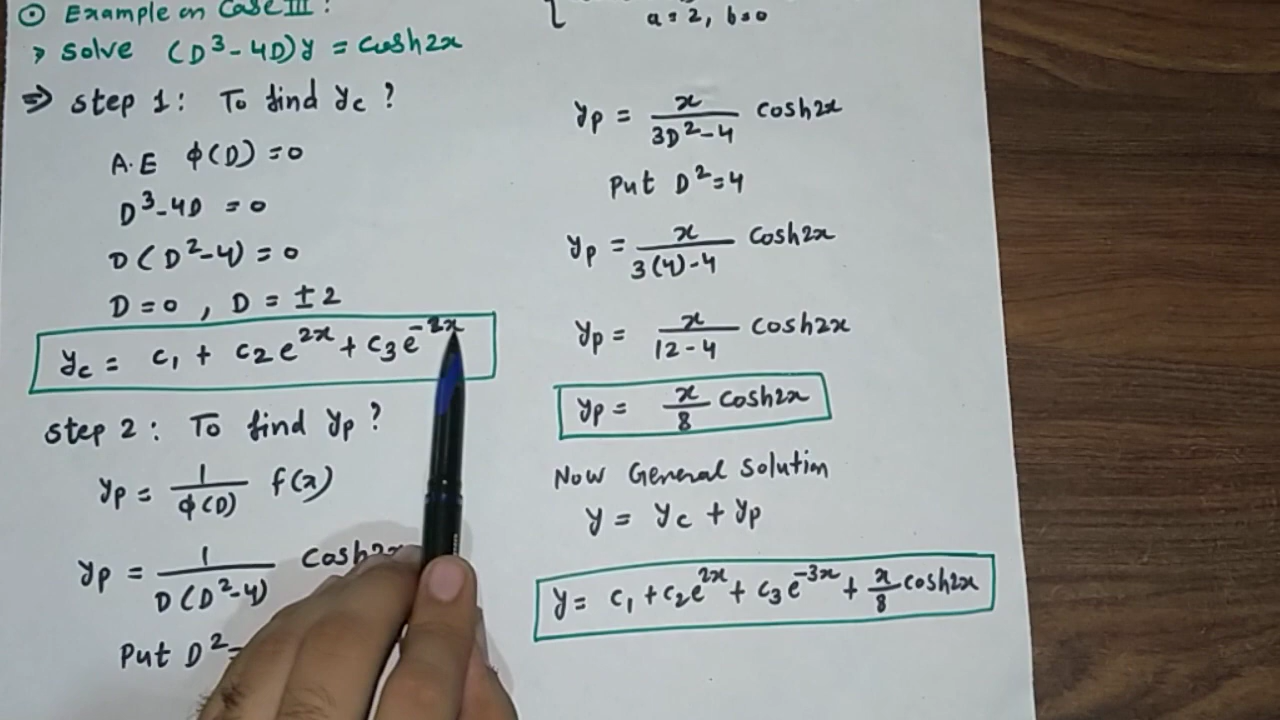 ⊙ Example on Case III :
> solve (D³-4D)y = cosh2x
⇒ step 1: To find yc ?
A.E ϕ(D) = 0
D³-4D = 0
D(D²-4) = 0
D = 0 , D = ±2
yc = c₁ + c₂e^2x + c₃e^-2x
step 2: To find yp ?
yp = 1/ϕ(D) f(x)
yp = 1/D(D²-4) cosh2x
Put D²=
a = 2, b = 0
yp = x/3D²-4 cosh2x
Put D²=4
yp = x/3(4)-4 cosh2x
yp = x/12-4 cosh2x
yp = x/8 cosh2x
Now General Solution
y = yc + yp
y = c₁ + c₂e^2x + c₃e^-3x + x/8 cosh2x